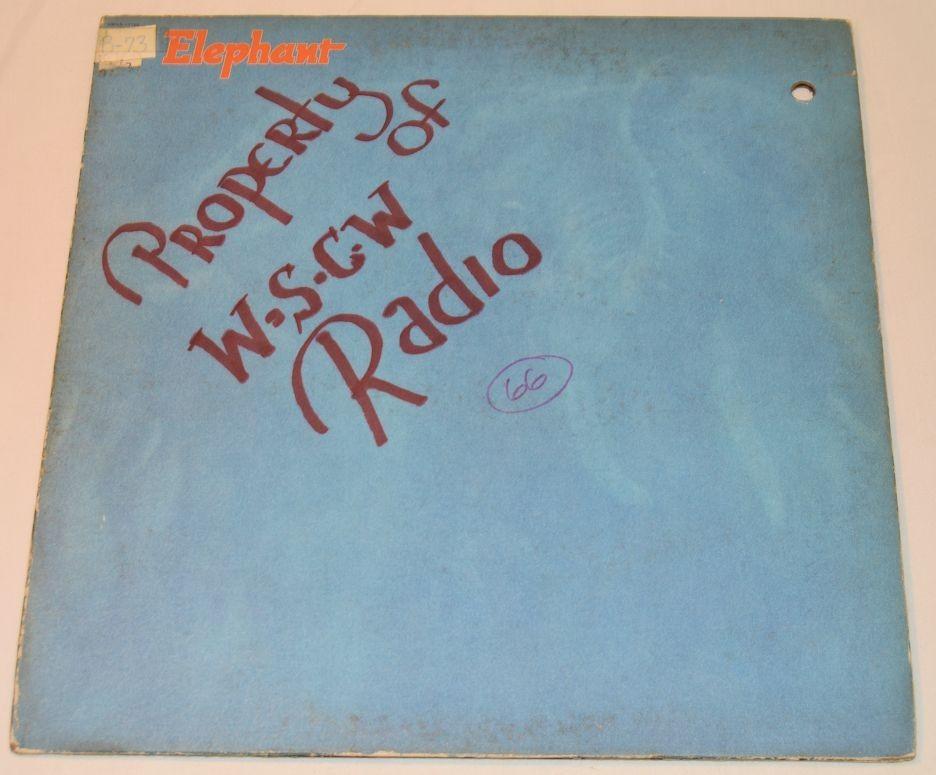 B-73
Elephant
Property
of
W.S.C.W
Radio
66